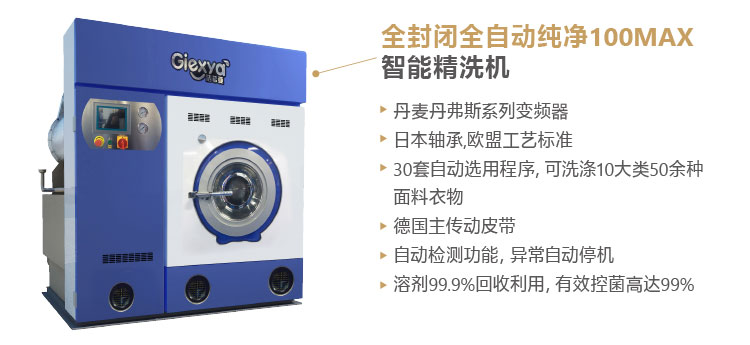 Giexya
全封闭全自动纯净100MAX
智能精洗机
丹麦丹弗斯系列变频器
日本轴承,欧盟工艺标准
30套自动选用程序, 可洗涤10大类50余种
面料衣物
德国主传动皮带
自动检测功能, 异常自动停机
溶剂99.9%回收利用, 有效控菌高达99%